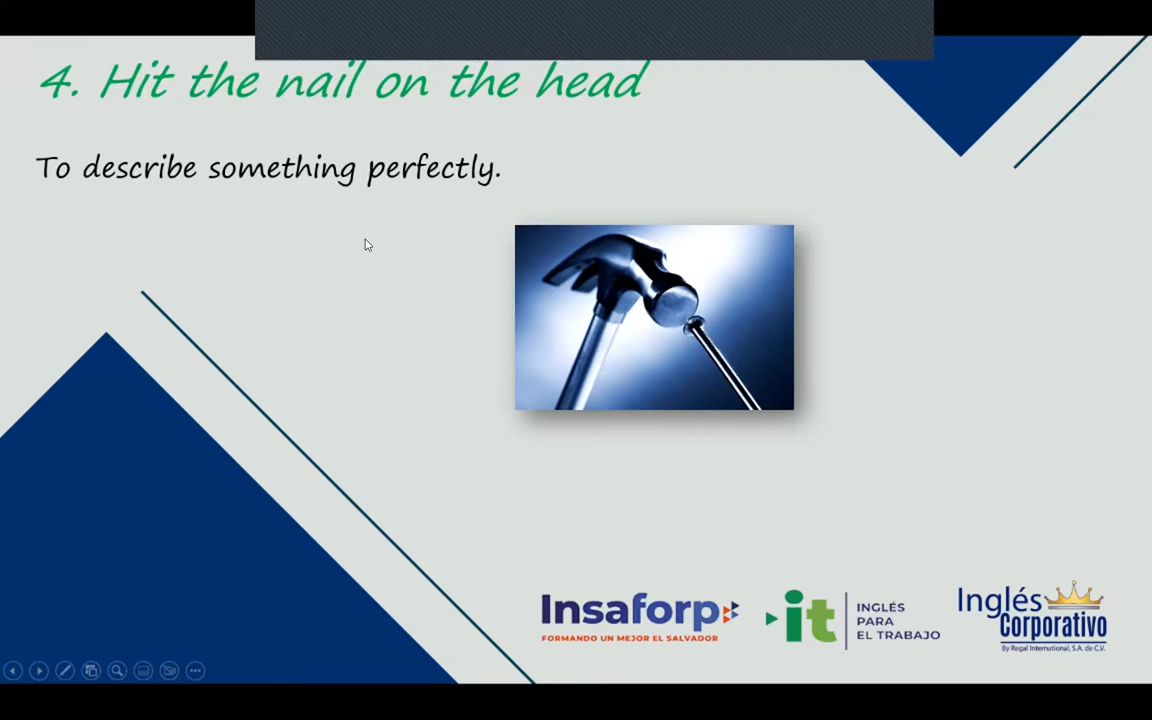 4. Hit the nail on the head
To describe something perfectly.
Insaforp
FORMANDO UN MEJOR EL SALVADOR
it
INGLÉS
PARA
EL TRABAJO
Inglés
Corporativo
By Regal International, S.A. de C.V.